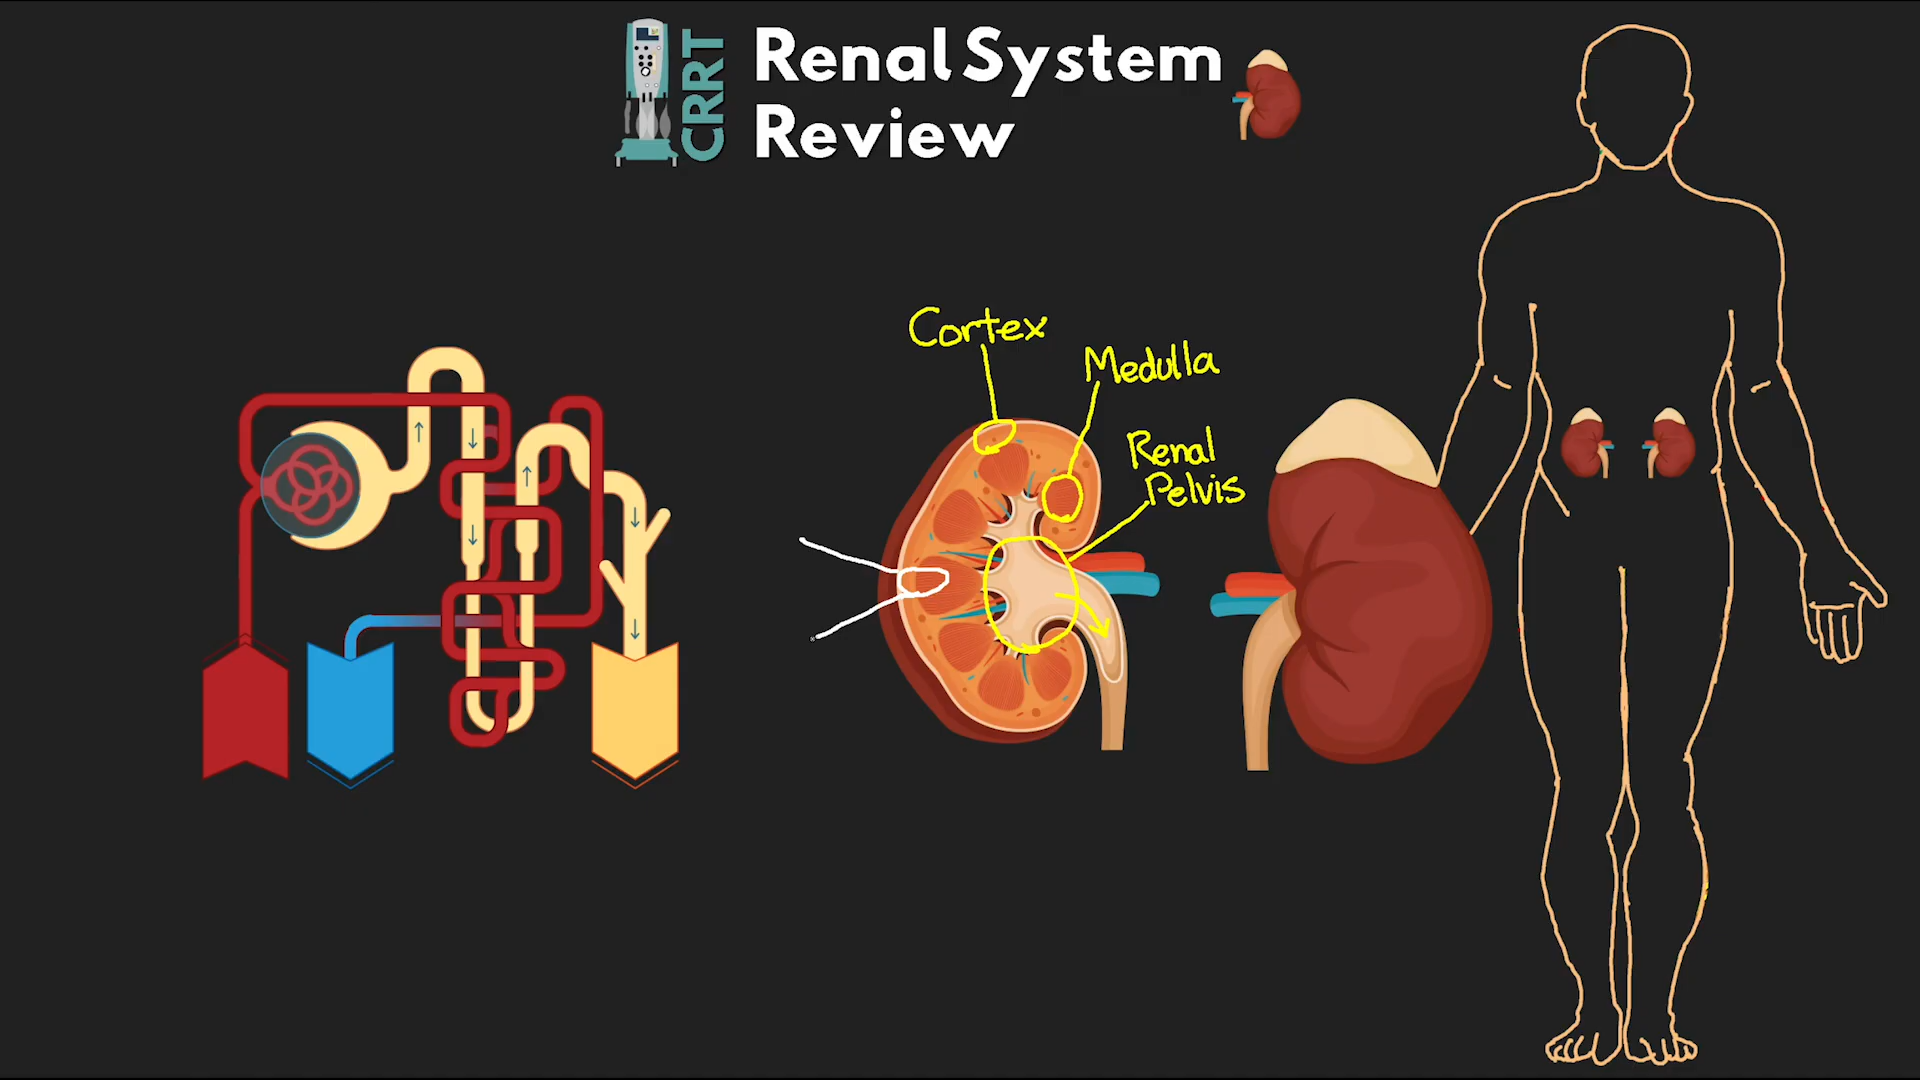 CRRT
Renal System
Review
Cortex
Medulla
Renal
Pelvis